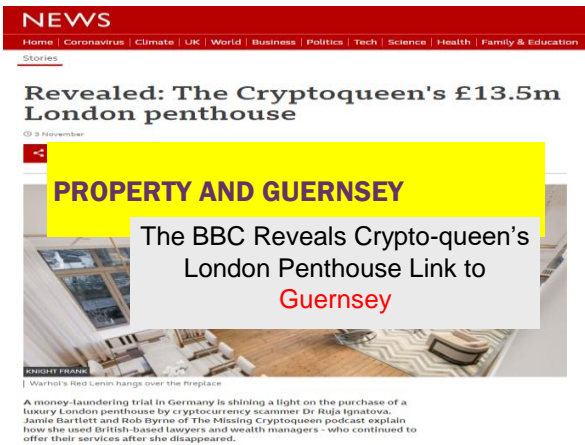 NEWS
Home | Coronavirus | Climate | UK | World | Business | Politics | Tech | Science | Health | Family & Education
Stories
Revealed: The Cryptoqueen's £13.5m
London penthouse
3 November
PROPERTY AND GUERNSEY
The BBC Reveals Crypto-queen's
London Penthouse Link to
Guernsey
KNIGHT FRANK
Warhol's Red Lenin hangs over the fireplace
A money-laundering trial in Germany is shining a light on the purchase of a
luxury London penthouse by cryptocurrency scammer Dr Ruja Ignatova.
Jamie Bartlett and Rob Byrne of The Missing Cryptoqueen podcast explain
how she used British-based lawyers and wealth managers - who continued to
offer their services after she disappeared.